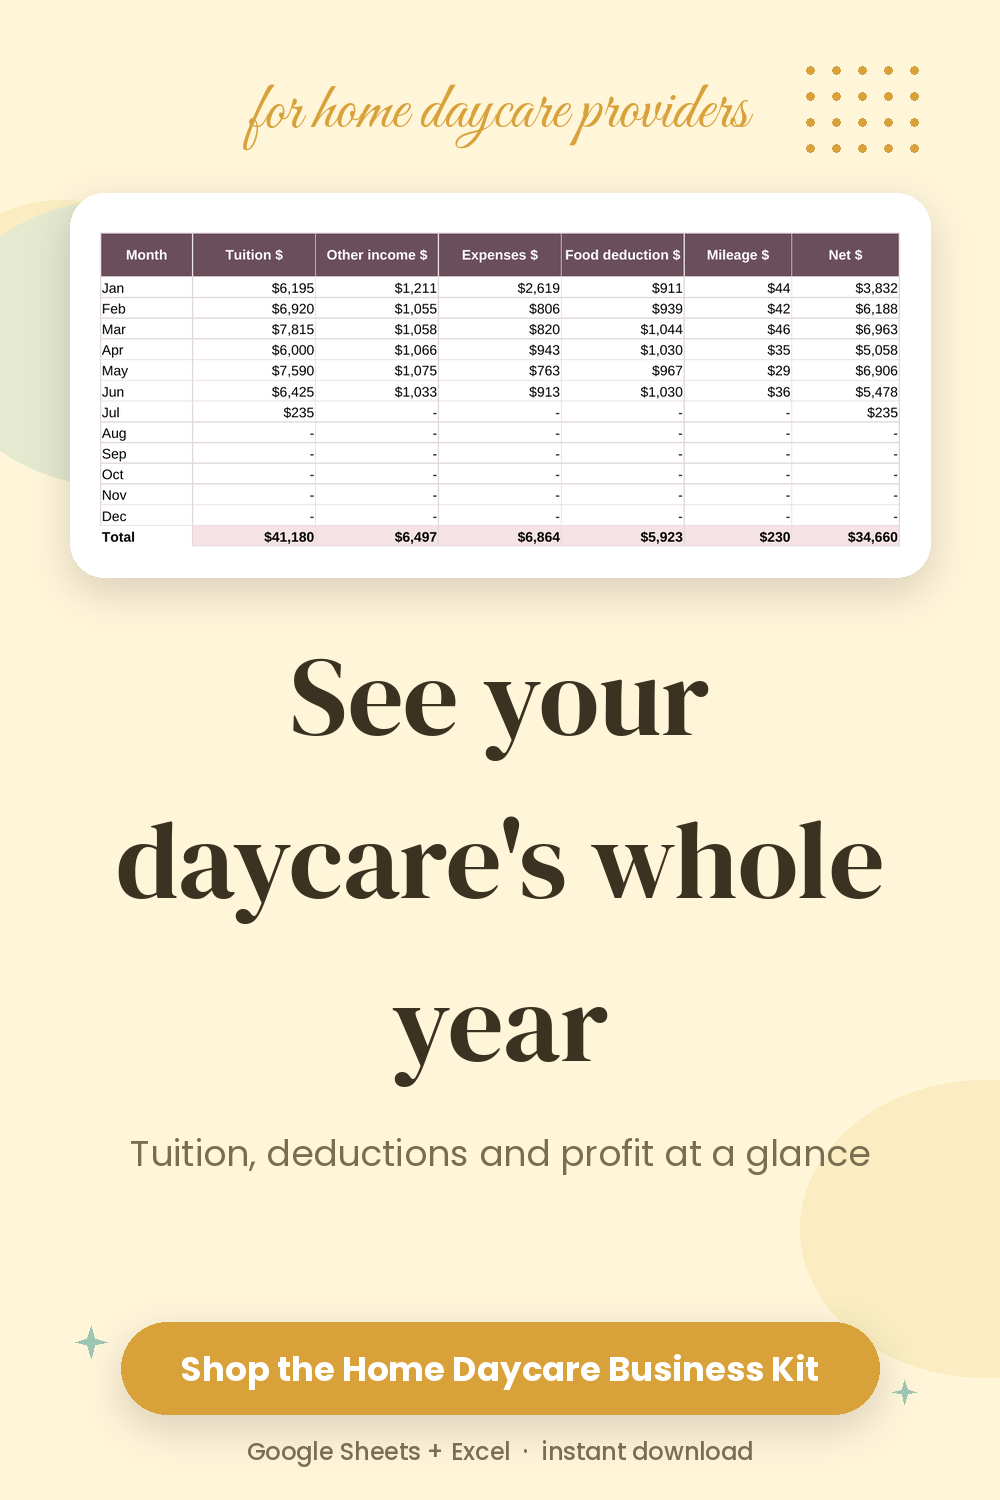 for home daycare providers
Month Tuition $ Other income $ Expenses $ Food deduction $ Mileage $ Net $
Jan $6,195 $1,211 $2,619 $911 $44 $3,832
Feb $6,920 $1,055 $806 $939 $42 $6,188
Mar $7,815 $1,058 $820 $1,044 $46 $6,963
Apr $6,000 $1,066 $943 $1,030 $35 $5,058
May $7,590 $1,075 $763 $967 $29 $6,906
Jun $6,425 $1,033 $913 $1,030 $36 $5,478
Jul $235 - - - - $235
Aug - - - - - -
Sep - - - - - -
Oct - - - - - -
Nov - - - - - -
Dec - - - - - -
Total $41,180 $6,497 $6,864 $5,923 $230 $34,660
See your
daycare's whole
year
Tuition, deductions and profit at a glance
Shop the Home Daycare Business Kit
Google Sheets + Excel · instant download